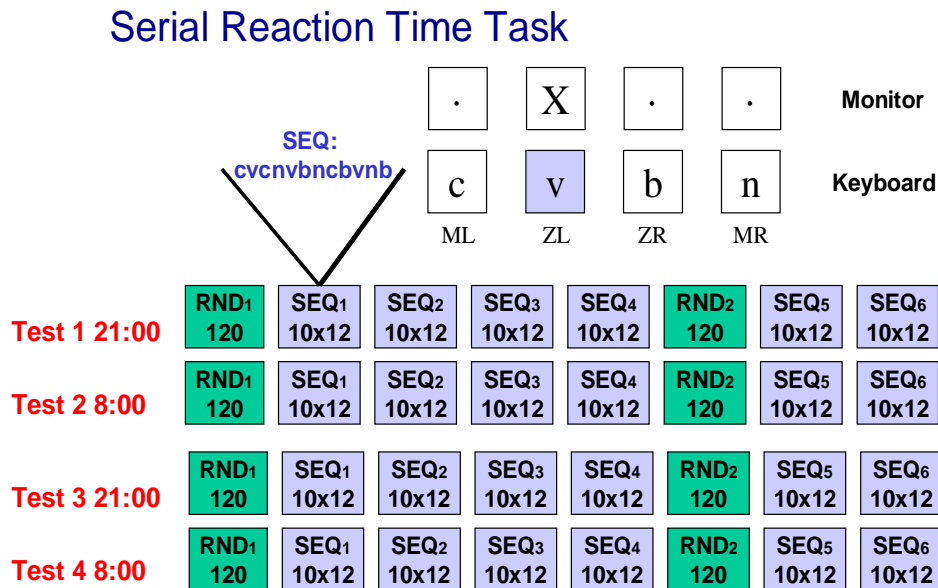 Serial Reaction Time Task
. X . . Monitor
SEQ:
cvcnvbncbvnb
c v b n Keyboard
ML ZL ZR MR
RND1 SEQ1 SEQ2 SEQ3 SEQ4 RND2 SEQ5 SEQ6
Test 1 21:00 120 10x12 10x12 10x12 10x12 120 10x12 10x12
RND1 SEQ1 SEQ2 SEQ3 SEQ4 RND2 SEQ5 SEQ6
Test 2 8:00 120 10x12 10x12 10x12 10x12 120 10x12 10x12
RND1 SEQ1 SEQ2 SEQ3 SEQ4 RND2 SEQ5 SEQ6
Test 3 21:00 120 10x12 10x12 10x12 10x12 120 10x12 10x12
RND1 SEQ1 SEQ2 SEQ3 SEQ4 RND2 SEQ5 SEQ6
Test 4 8:00 120 10x12 10x12 10x12 10x12 120 10x12 10x12